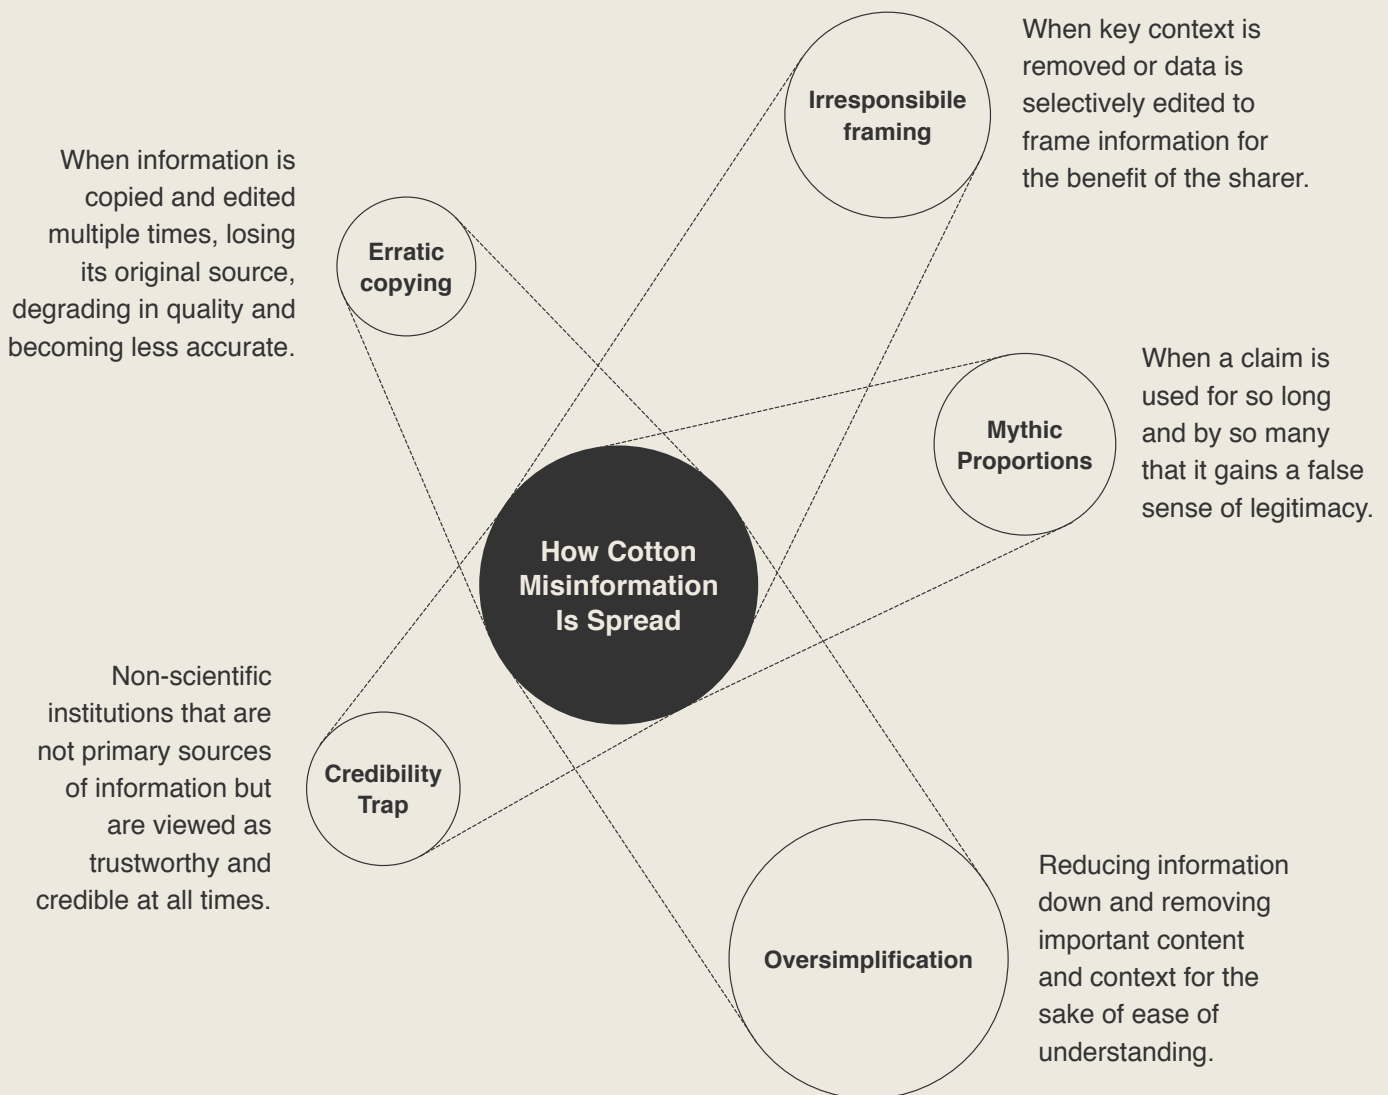 Irresponsibile
framing
When key context is
removed or data is
selectively edited to
frame information for
the benefit of the sharer.
When information is
copied and edited
multiple times, losing
its original source,
degrading in quality and
becoming less accurate.
Erratic
copying
Mythic
Proportions
When a claim is
used for so long
and by so many
that it gains a false
sense of legitimacy.
How Cotton
Misinformation
Is Spread
Non-scientific
institutions that are
not primary sources
of information but
are viewed as
trustworthy and
credible at all times.
Credibility
Trap
Oversimplification
Reducing information
down and removing
important content
and context for the
sake of ease of
understanding.